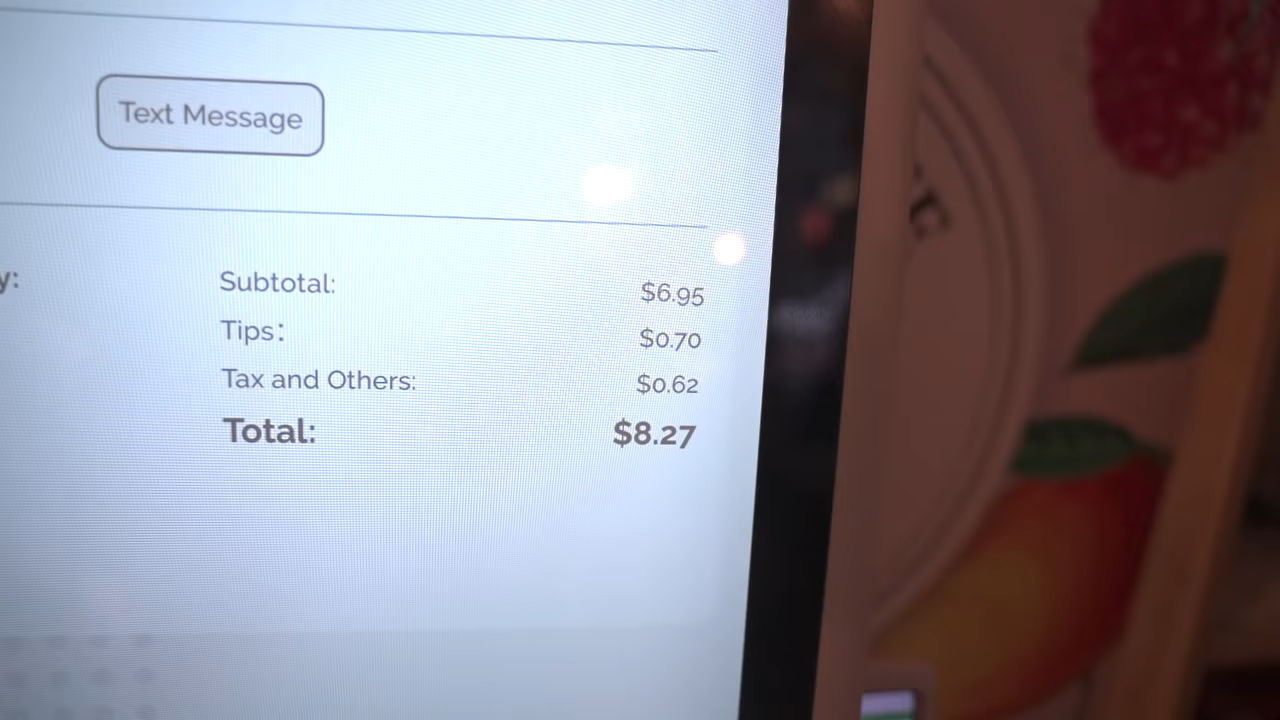 Text Message
y:
Subtotal: $6.95
Tips: $0.70
Tax and Others: $0.62
Total: $8.27